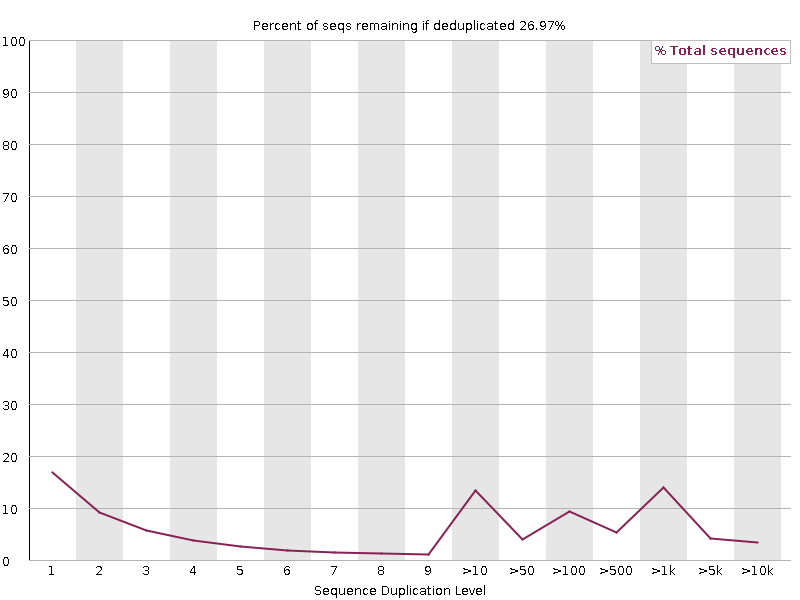 Percent of seqs remaining if deduplicated 26.97%
% Total sequences
100
90
80
70
60
50
40
30
20
10
0
1 2 3 4 5 6 7 8 9 >10 >50 >100 >500 >1k >5k >10k
Sequence Duplication Level